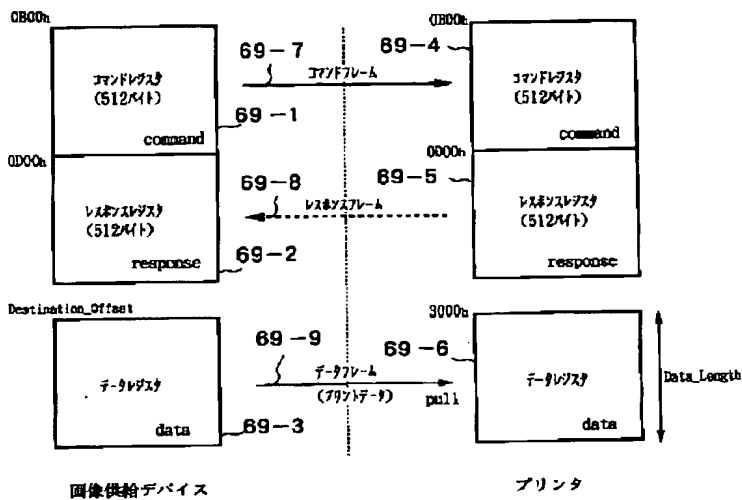 0B00h
コマンドレジスタ
(512バイト)
command
69-1
0D00h
レスポンスレジスタ
(512バイト)
response
69-2
Destination_Offset
データレジスタ
data
69-3
画像供給デバイス
69-7
コマンドフレーム
69-8
レスポンスフレーム
69-9
データフレーム
(プリントデータ)
pull
0B00h
69-4
コマンドレジスタ
(512バイト)
command
0D00h
69-5
レスポンスレジスタ
(512バイト)
response
3000h
69-6
データレジスタ
data
Data_Length
プリンタ